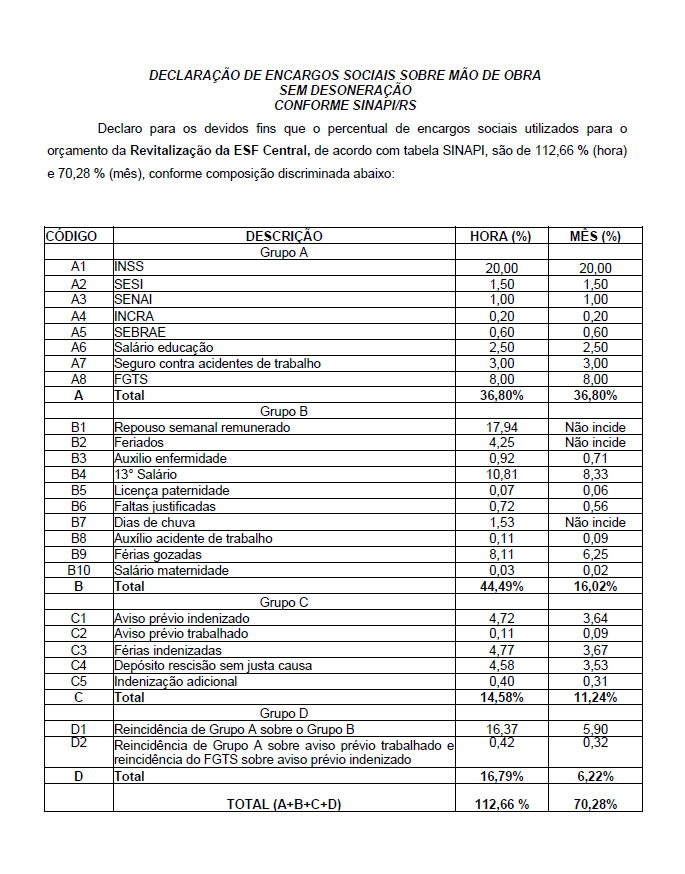 DECLARAÇÃO DE ENCARGOS SOCIAIS SOBRE MÃO DE OBRA
SEM DESONERAÇÃO
CONFORME SINAPI/RS
Declaro para os devidos fins que o percentual de encargos sociais utilizados para o
orçamento da Revitalização da ESF Central, de acordo com tabela SINAPI, são de 112,66 % (hora)
e 70,28 % (mês), conforme composição discriminada abaixo:
CÓDIGO DESCRIÇÃO HORA (%) MÊS (%)
Grupo A
A1 INSS 20,00 20,00
A2 SESI 1,50 1,50
A3 SENAI 1,00 1,00
A4 INCRA 0,20 0,20
A5 SEBRAE 0,60 0,60
A6 Salário educação 2,50 2,50
A7 Seguro contra acidentes de trabalho 3,00 3,00
A8 FGTS 8,00 8,00
A Total 36,80% 36,80%
Grupo B
B1 Repouso semanal remunerado 17,94 Não incide
B2 Feriados 4,25 Não incide
B3 Auxilio enfermidade 0,92 0,71
B4 13° Salário 10,81 8,33
B5 Licença paternidade 0,07 0,06
B6 Faltas justificadas 0,72 0,56
B7 Dias de chuva 1,53 Não incide
B8 Auxílio acidente de trabalho 0,11 0,09
B9 Férias gozadas 8,11 6,25
B10 Salário maternidade 0,03 0,02
B Total 44,49% 16,02%
Grupo C
C1 Aviso prévio indenizado 4,72 3,64
C2 Aviso prévio trabalhado 0,11 0,09
C3 Férias indenizadas 4,77 3,67
C4 Depósito rescisão sem justa causa 4,58 3,53
C5 Indenização adicional 0,40 0,31
C Total 14,58% 11,24%
Grupo D
D1 Reincidência de Grupo A sobre o Grupo B 16,37 5,90
D2 Reincidência de Grupo A sobre aviso prévio trabalhado e 0,42 0,32
reincidência do FGTS sobre aviso prévio indenizado
D Total 16,79% 6,22%
TOTAL (A+B+C+D) 112,66 % 70,28%